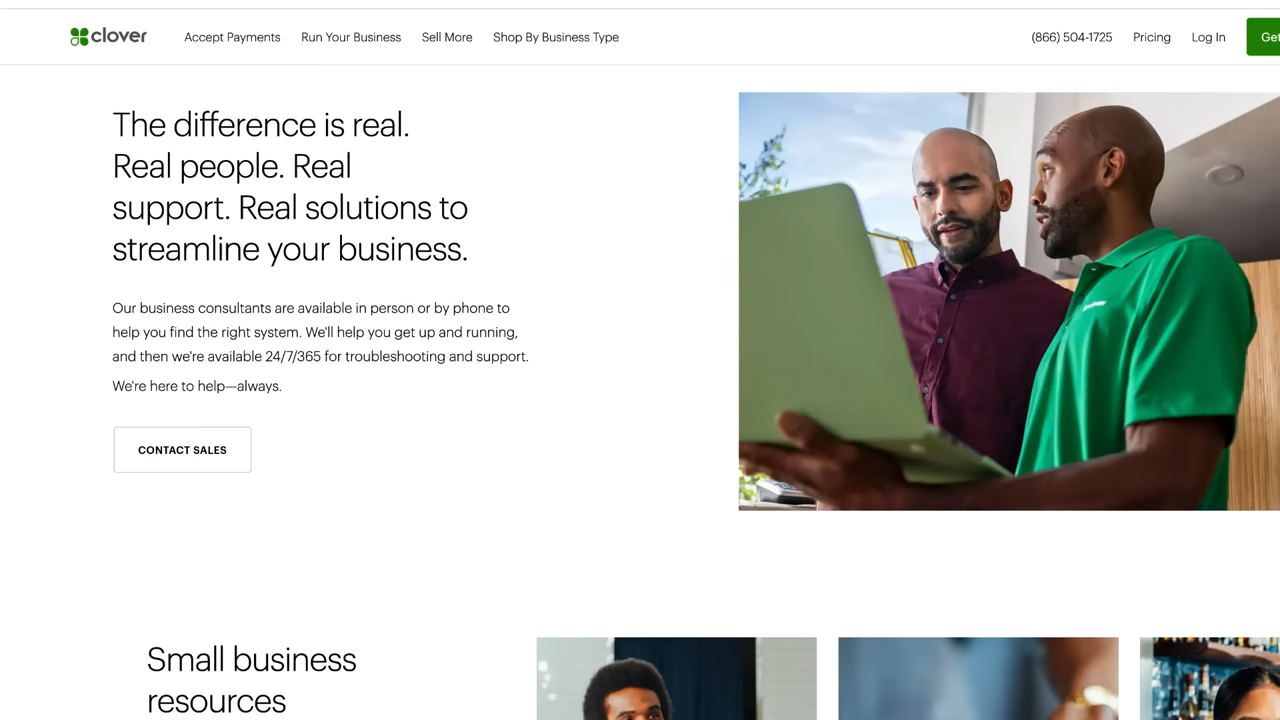 clover
Accept Payments
Run Your Business
Sell More
Shop By Business Type
(866) 504-1725
Pricing
Log In
Get
The difference is real.
Real people. Real
support. Real solutions to
streamline your business.
Our business consultants are available in person or by phone to
help you find the right system. We'll help you get up and running,
and then we're available 24/7/365 for troubleshooting and support.
We're here to help—always.
CONTACT SALES
Small business
resources